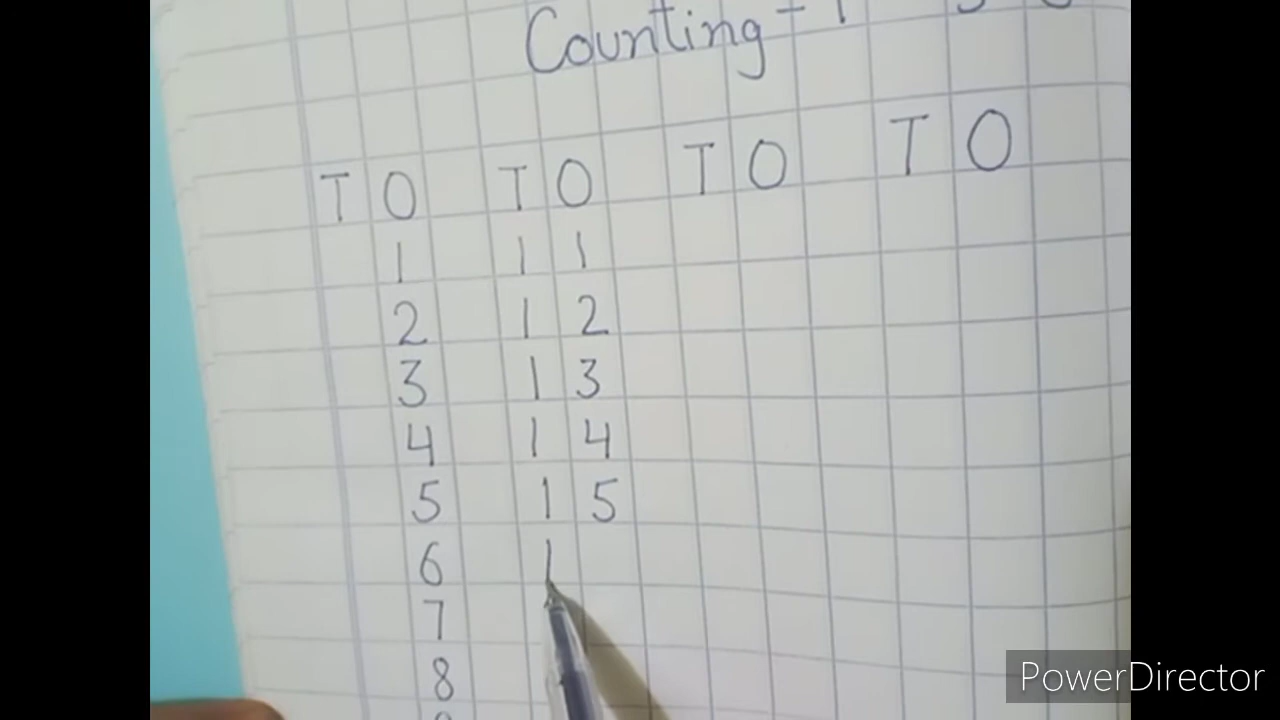 Counting - 1
T O T O T O T O
1 1 1
2 1 2
3 1 3
4 1 4
5 1 5
6 1
7
8
PowerDirector